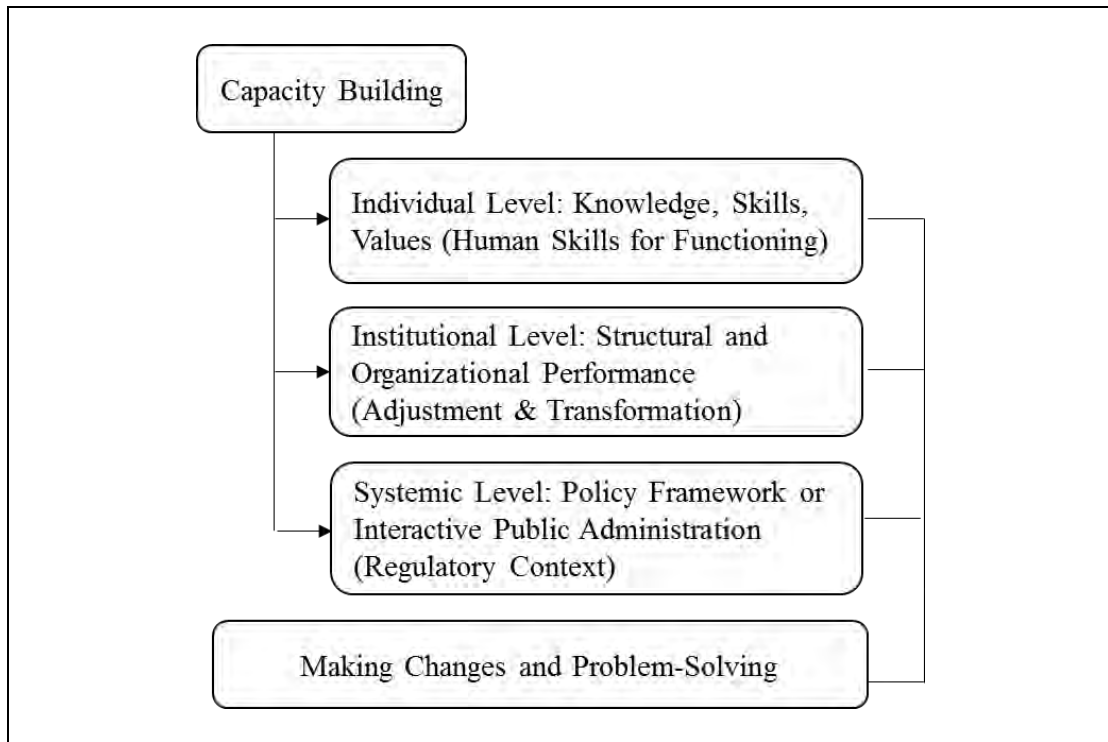 Capacity Building
Individual Level: Knowledge, Skills,
Values (Human Skills for Functioning)
Institutional Level: Structural and
Organizational Performance
(Adjustment & Transformation)
Systemic Level: Policy Framework or
Interactive Public Administration
(Regulatory Context)
Making Changes and Problem-Solving